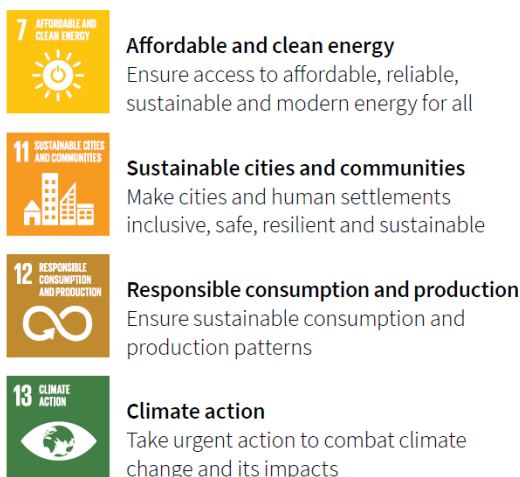 7 AFFORDABLE AND
CLEAN ENERGY
Affordable and clean energy
Ensure access to affordable, reliable,
sustainable and modern energy for all
11 SUSTAINABLE CITIES
AND COMMUNITIES
Sustainable cities and communities
Make cities and human settlements
inclusive, safe, resilient and sustainable
12 RESPONSIBLE
CONSUMPTION
AND PRODUCTION
Responsible consumption and production
Ensure sustainable consumption and
production patterns
13 CLIMATE
ACTION
Climate action
Take urgent action to combat climate
change and its impacts